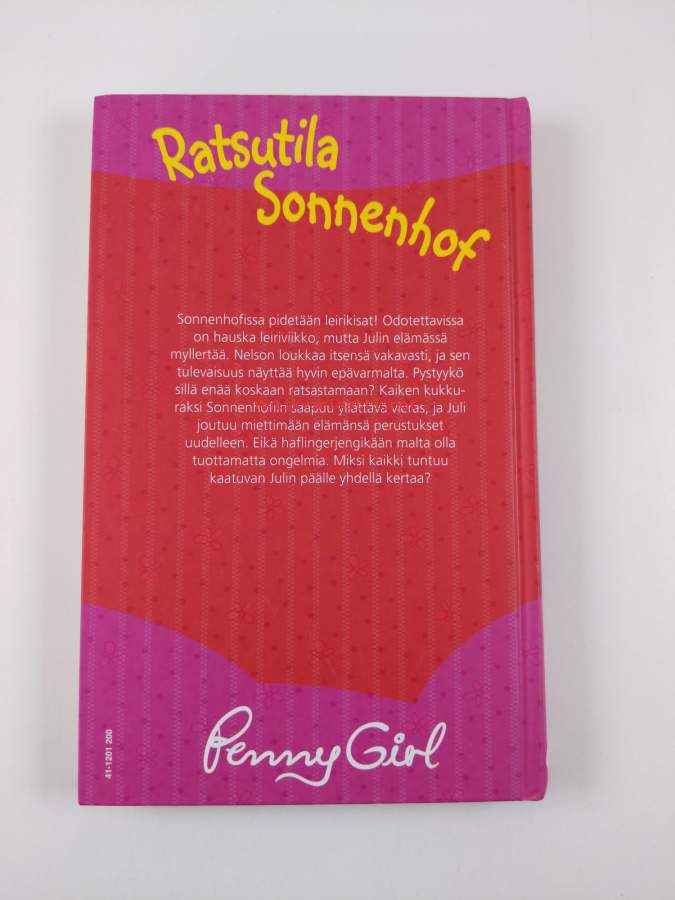 Ratsutila
Sonnenhof
Sonnenhofissa pidetään leirikisat! Odotettavissa
on hauska leiriviikko, mutta Julin elämässä
myllertää. Nelson loukkaa itsensä vakavasti, ja sen
tulevaisuus näyttää hyvin epävarmalta. Pystyykö
sillä enää koskaan ratsastamaan? Kaiken kukku-
raksi Sonnenhofiin saapuu yllättävä vieras, ja Juli
joutuu miettimään elämänsä perustukset
uudelleen. Eikä haflingerjengikään malta olla
tuottamatta ongelmia. Miksi kaikki tuntuu
kaatuvan Julin päälle yhdellä kertaa?
Penny Girl
41-1201 200